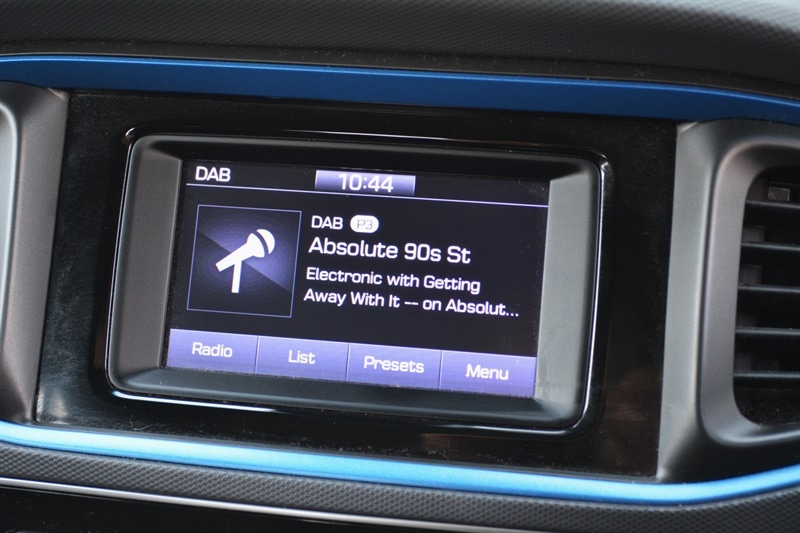 DAB
10:44
DAB P3
Absolute 90s St
Electronic with Getting
Away With It -- on Absolut...
Radio List Presets Menu